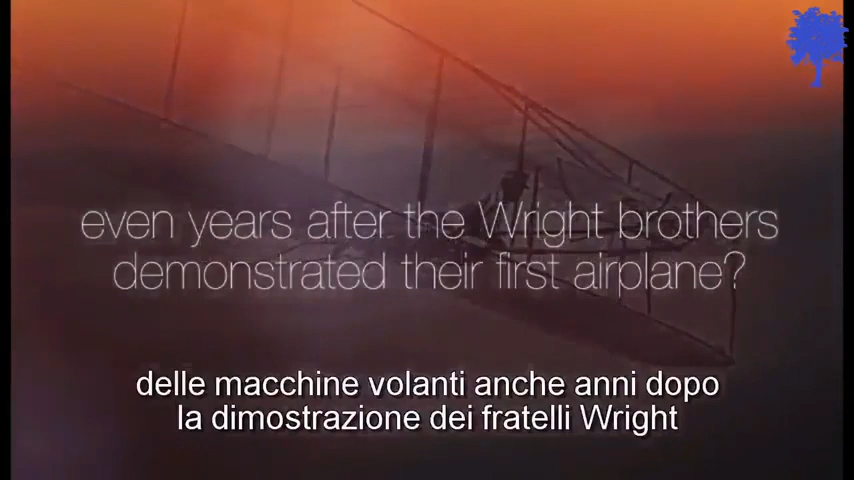 even years after the Wright brothers
demonstrated their first airplane?
delle macchine volanti anche anni dopo
la dimostrazione dei fratelli Wright